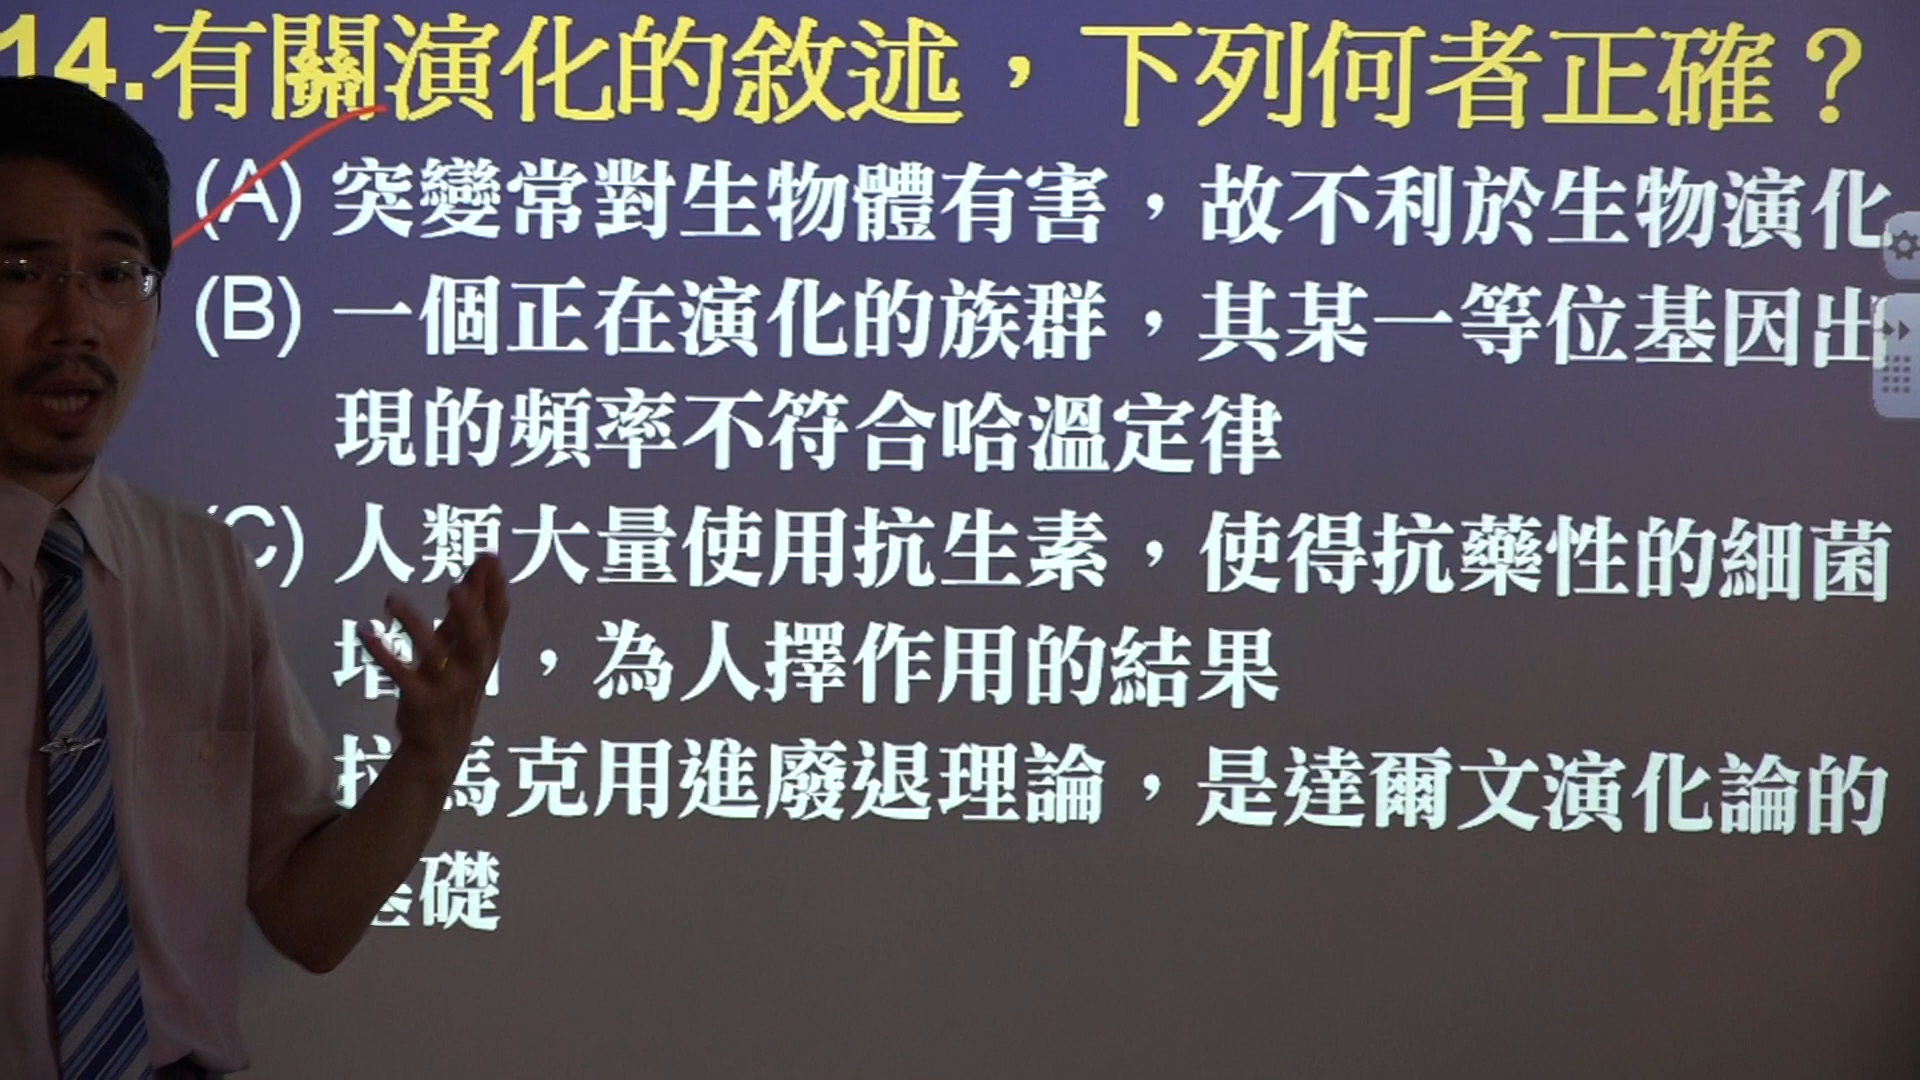 14.有關演化的敘述，下列何者正確？
(A) 突變常對生物體有害，故不利於生物演化
(B) 一個正在演化的族群，其某一等位基因出
現的頻率不符合哈溫定律
(C) 人類大量使用抗生素，使得抗藥性的細菌
增，為人擇作用的結果
拉馬克用進廢退理論，是達爾文演化論的
基礎